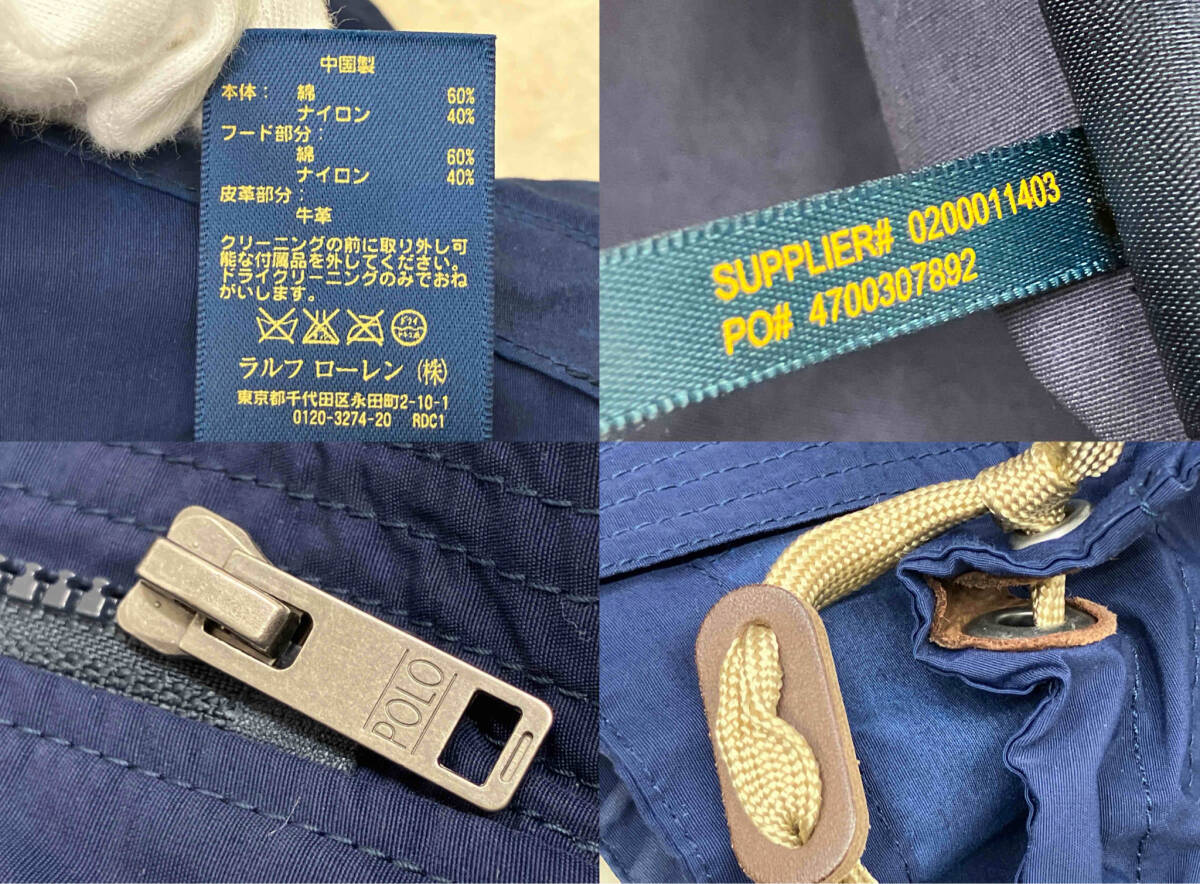 中国製
本体: 綿 60%
ナイロン 40%
フード部分:
綿 60%
ナイロン 40%
皮革部分:
牛革
クリーニングの前に取り外し可
能な付属品を外してください。
ドライクリーニングのみでおね
がいします。
ドライ
ラルフ ローレン (株)
東京都千代田区永田町2-10-1
0120-3274-20 RDC1
SUPPLIER# 0200011403
PO# 4700307892
POLO